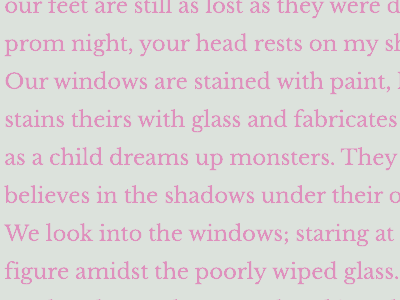 our feet are still as lost as they were
prom night, your head rests on my
Our windows are stained with paint,
stains theirs with glass and fabricates
as a child dreams up monsters. They
believes in the shadows under their
We look into the windows; staring at
figure amidst the poorly wiped glass.